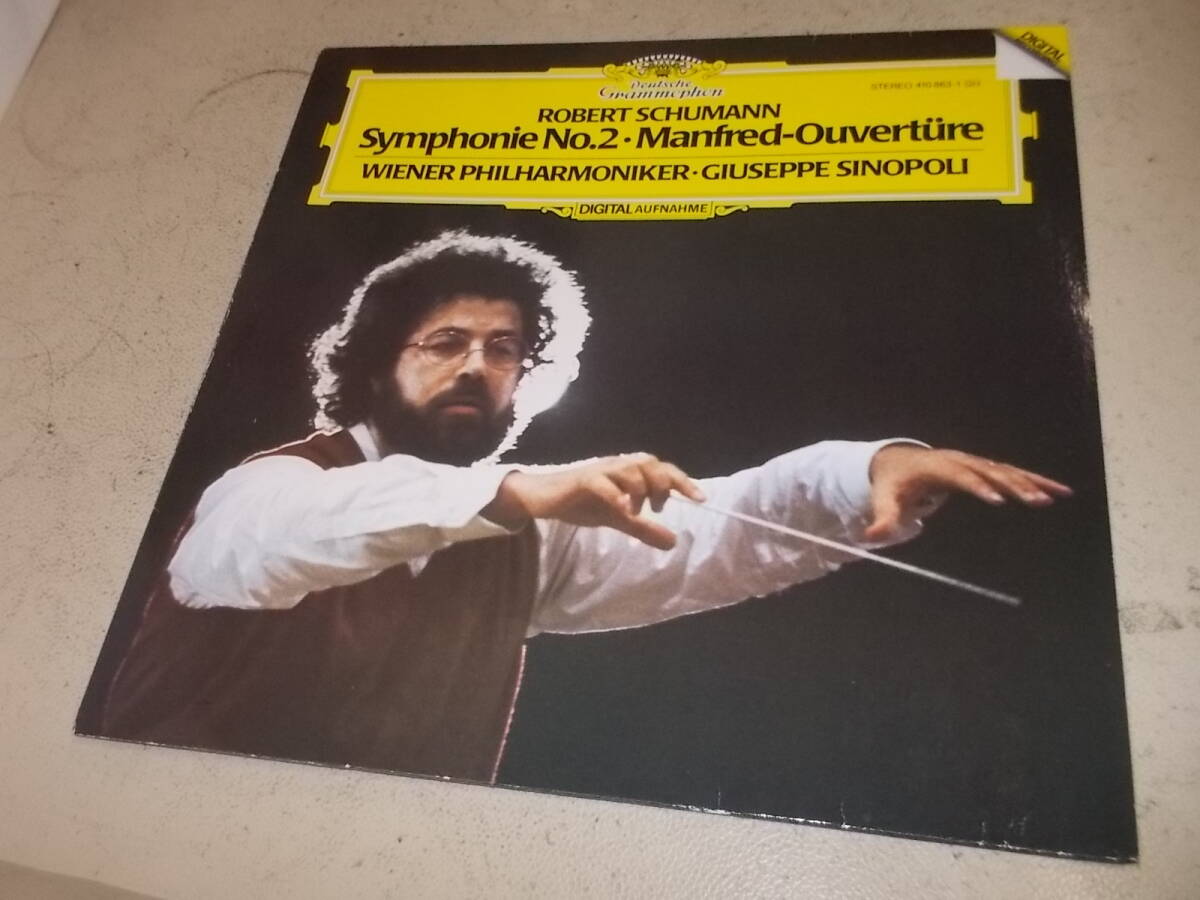 DIGITAL
Deutsche
Grammophon
STEREO 410 863-1 GH
ROBERT SCHUMANN
Symphonie No.2 · Manfred-Ouvertüre
WIENER PHILHARMONIKER · GIUSEPPE SINOPOLI
DIGITAL AUFNAHME